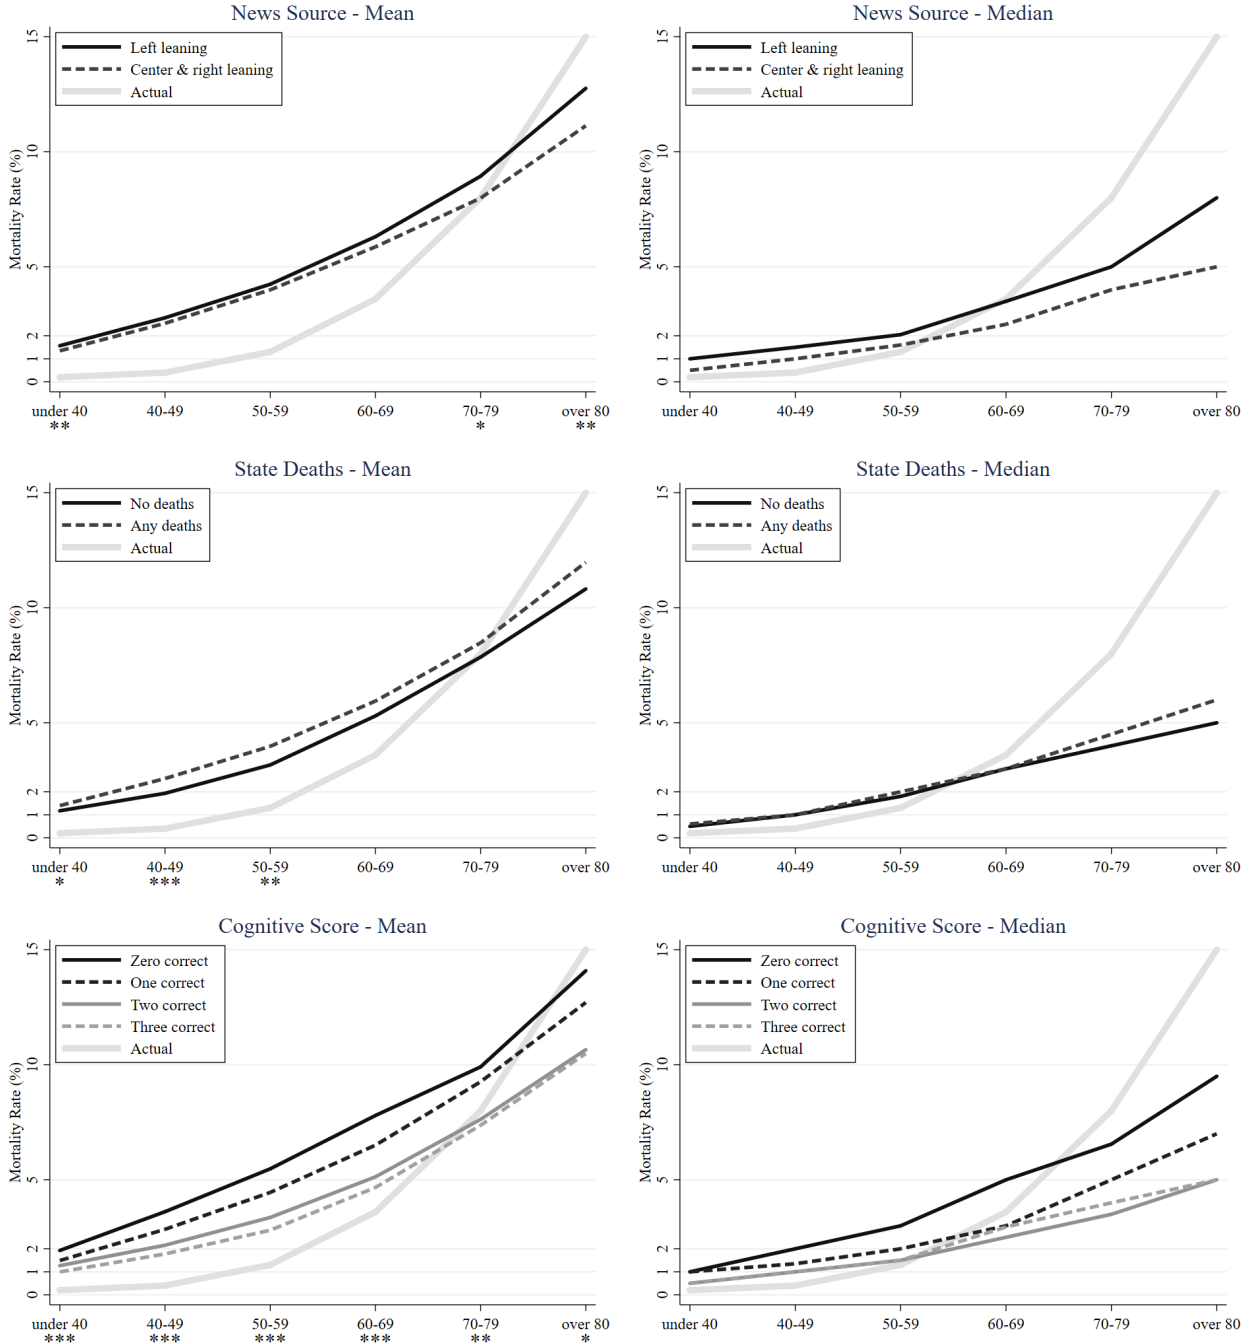 News Source - Mean
Left leaning
Center & right leaning
Actual
Mortality Rate (%)
15
10
5
2
1
0
under 40 40-49 50-59 60-69 70-79 over 80
** * **
News Source - Median
Left leaning
Center & right leaning
Actual
Mortality Rate (%)
15
10
5
2
1
0
under 40 40-49 50-59 60-69 70-79 over 80
State Deaths - Mean
No deaths
Any deaths
Actual
Mortality Rate (%)
15
10
5
2
1
0
under 40 40-49 50-59 60-69 70-79 over 80
* *** **
State Deaths - Median
No deaths
Any deaths
Actual
Mortality Rate (%)
15
10
5
2
1
0
under 40 40-49 50-59 60-69 70-79 over 80
Cognitive Score - Mean
Zero correct
One correct
Two correct
Three correct
Actual
Mortality Rate (%)
15
10
5
2
1
0
under 40 40-49 50-59 60-69 70-79 over 80
*** *** *** *** ** *
Cognitive Score - Median
Zero correct
One correct
Two correct
Three correct
Actual
Mortality Rate (%)
15
10
5
2
1
0
under 40 40-49 50-59 60-69 70-79 over 80